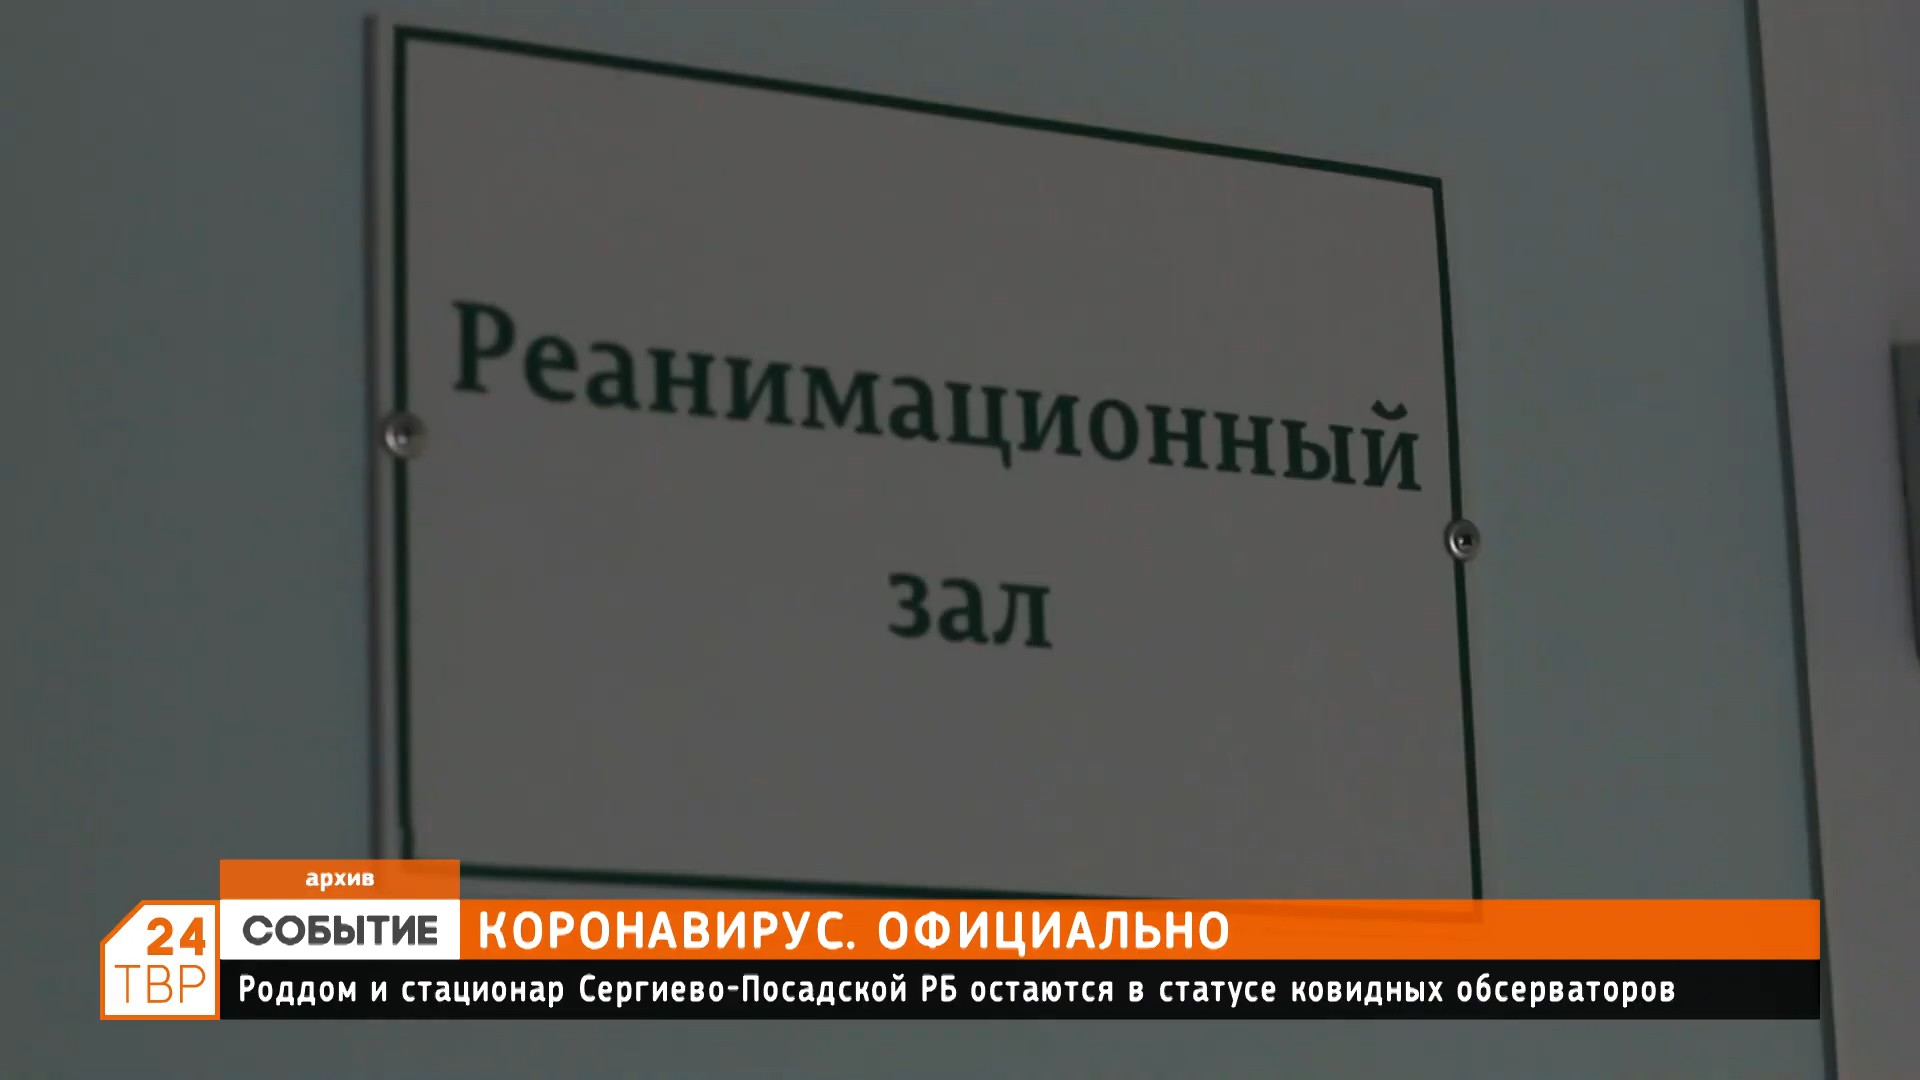 Реанимационный
зал
архив
24
ТВР
СОБЫТИЕ
КОРОНАВИРУС. ОФИЦИАЛЬНО
Роддом и стационар Сергиево-Посадской РБ остаются в статусе ковидных обсерваторов